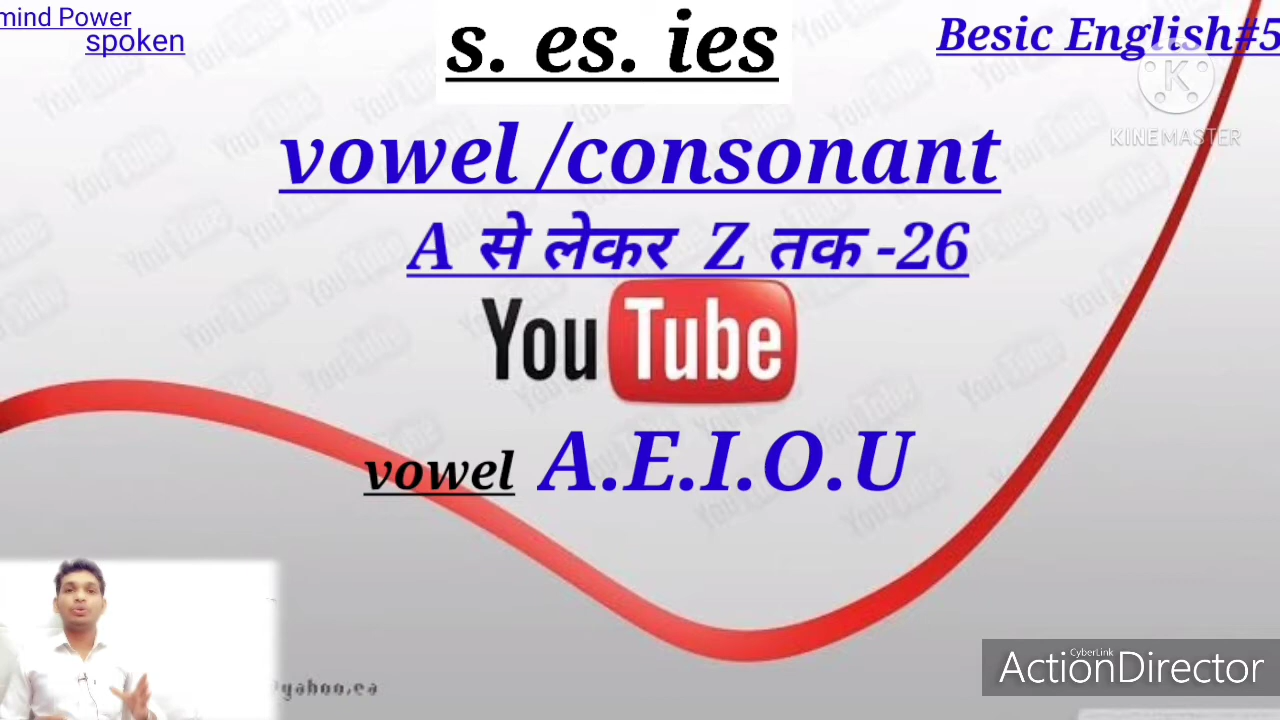 mind Power
spoken
s. es. ies
Besic English#5
KINEMASTER
vowel /consonant
A से लेकर Z तक -26
YouTube
vowel A.E.I.O.U
CyberLink
ActionDirector